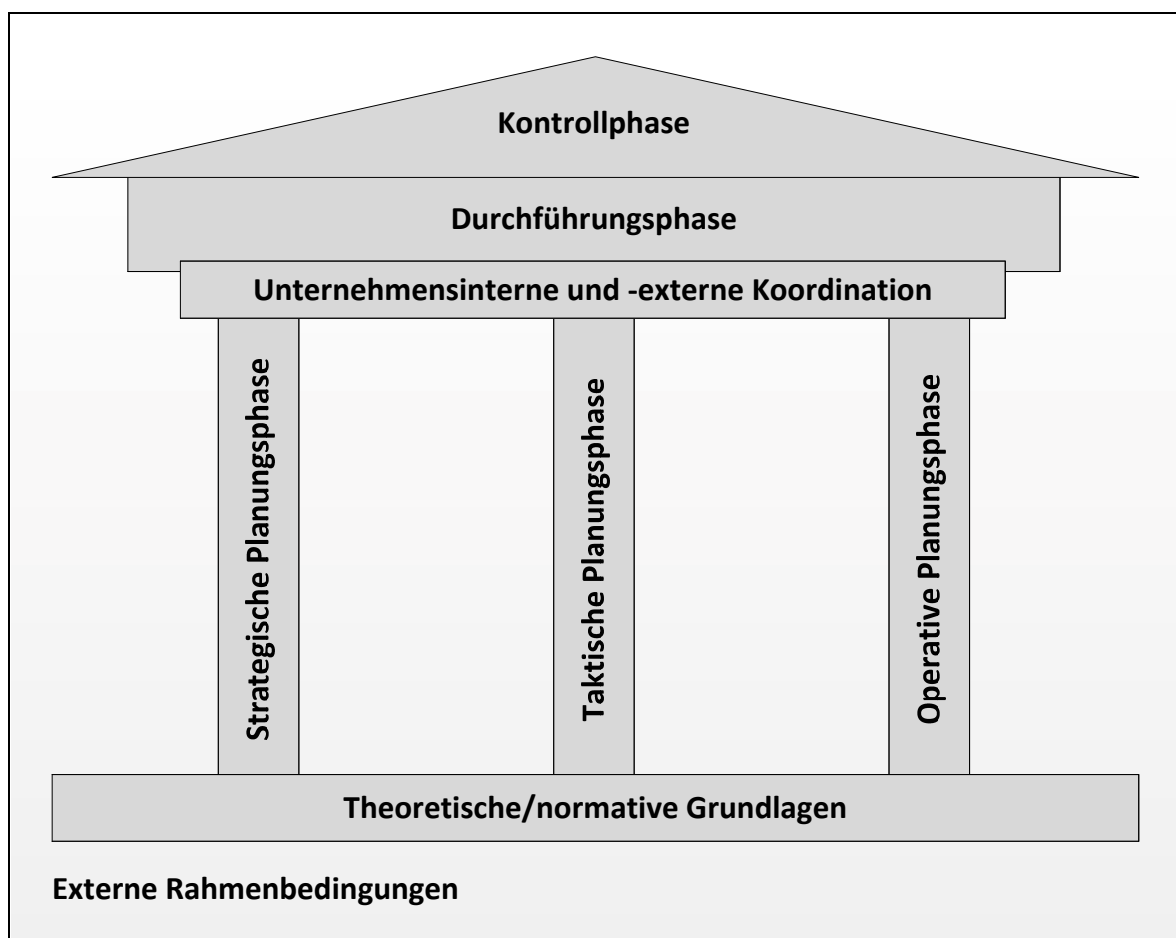 Kontrollphase
Durchführungsphase
Unternehmensinterne und -externe Koordination
Strategische Planungsphase
Taktische Planungsphase
Operative Planungsphase
Theoretische/normative Grundlagen
Externe Rahmenbedingungen